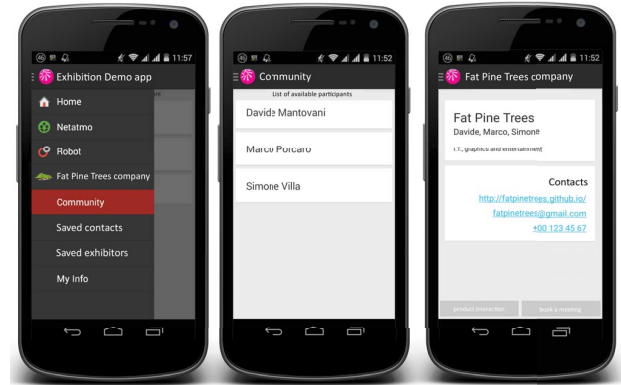 46
11:57
Exhibition Demo app
Home
Netatmo
Robot
Fat Pine Trees company
Community
Saved contacts
Saved exhibitors
My Info
46
11:52
Community
List of available participants
Davide Mantovani
Marco Porcaro
Simone Villa
46
11:52
Fat Pine Trees company
Fat Pine Trees
Davide, Marco, Simone
I.T., graphics and entertainment
Contacts
http://fatpinetrees.github.io/
fatpinetrees@gmail.com
+00 123 45 67
product interaction
book a meeting